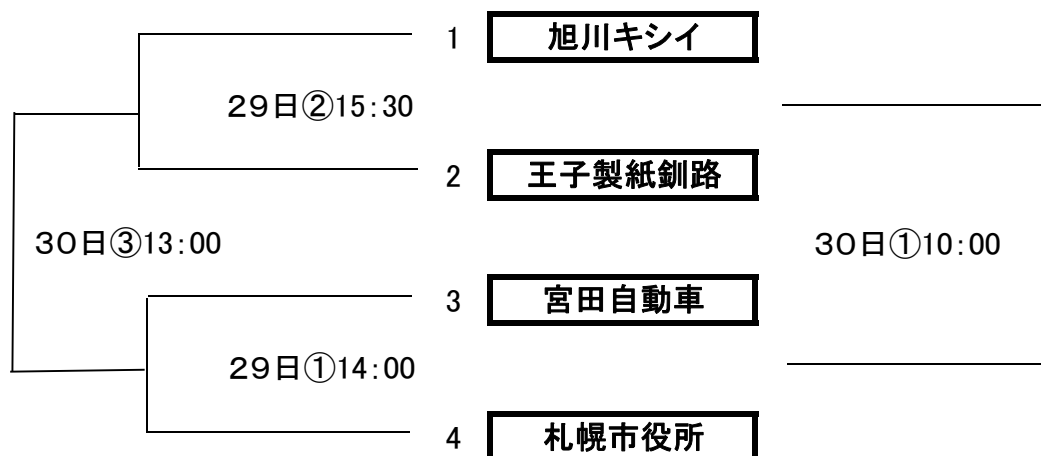 1 旭川キシイ
29日②15:30
2 王子製紙釧路
30日③13:00
30日①10:00
3 宮田自動車
29日①14:00
4 札幌市役所